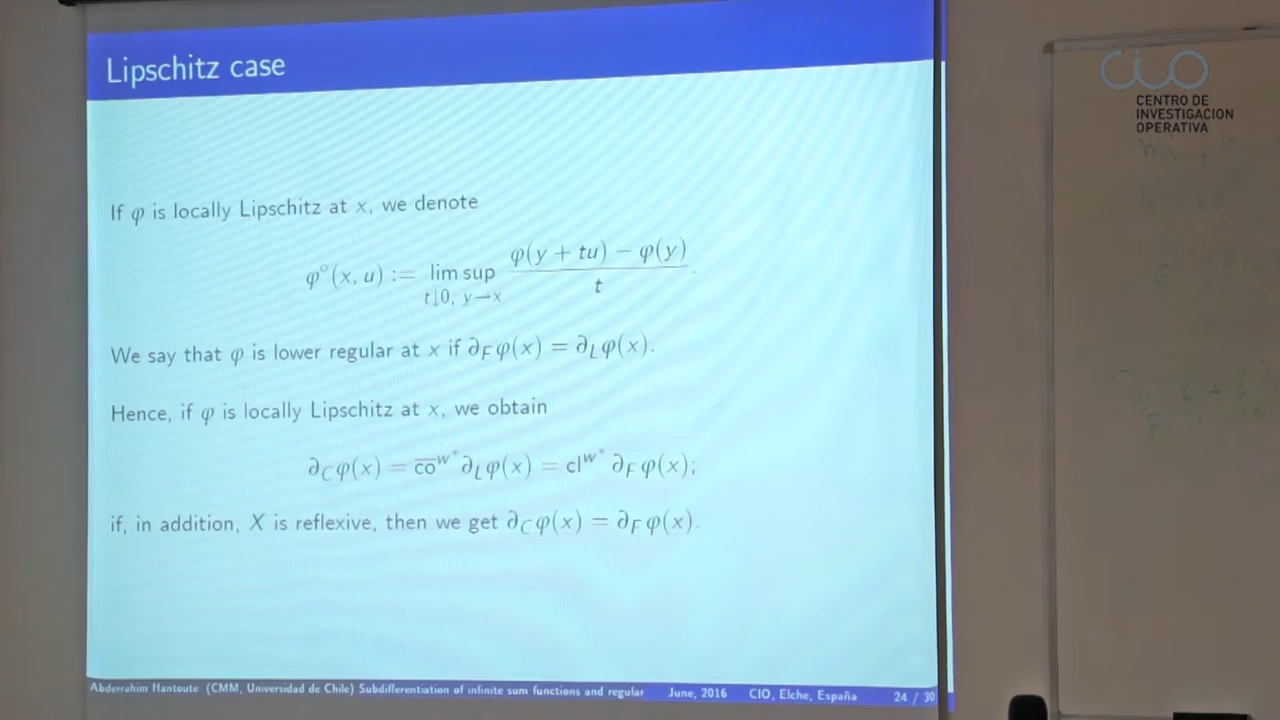 Lipschitz case
If φ is locally Lipschitz at x, we denote
φ°(x, u) := lim sup t↓0, y→x φ(y + tu) − φ(y) / t .
We say that φ is lower regular at x if ∂_F φ(x) = ∂_L φ(x).
Hence, if φ is locally Lipschitz at x, we obtain
∂_C φ(x) = c̅o̅^{w*} ∂_L φ(x) = cl^{w*} ∂_F φ(x);
if, in addition, X is reflexive, then we get ∂_C φ(x) = ∂_F φ(x).
Abderrahim Hantoute (CMM, Universidad de Chile) Subdifferentiation of infinite sum functions and regular June, 2016 CIO, Elche, España 24 / 30
CIO
CENTRO DE
INVESTIGACION
OPERATIVA